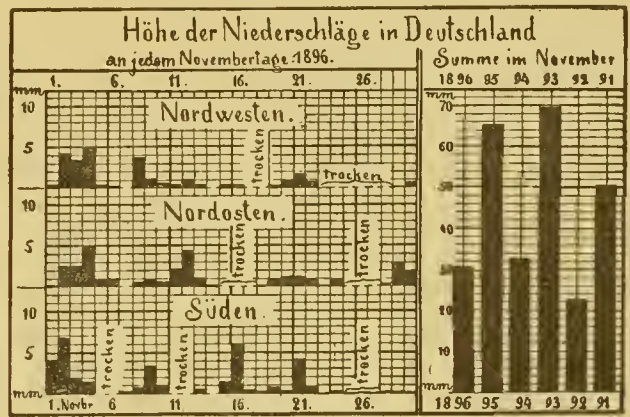 Höhe der Niederschläge in Deutschland
an jedem Novembertage 1896.
1. 6. 11. 16. 21. 26.
mm
10
5
Nordwesten.
trocken
trocken
10
5
Nordosten.
trocken
trocken
10
5
mm
Süden.
trocken
trocken
trocken
1. Novbr 6 11. 16. 21. 26.
Summe im November
1896 95 94 93 92 91
mm
70
60
50
40
30
20
10
mm
1896 95 94 93 92 91